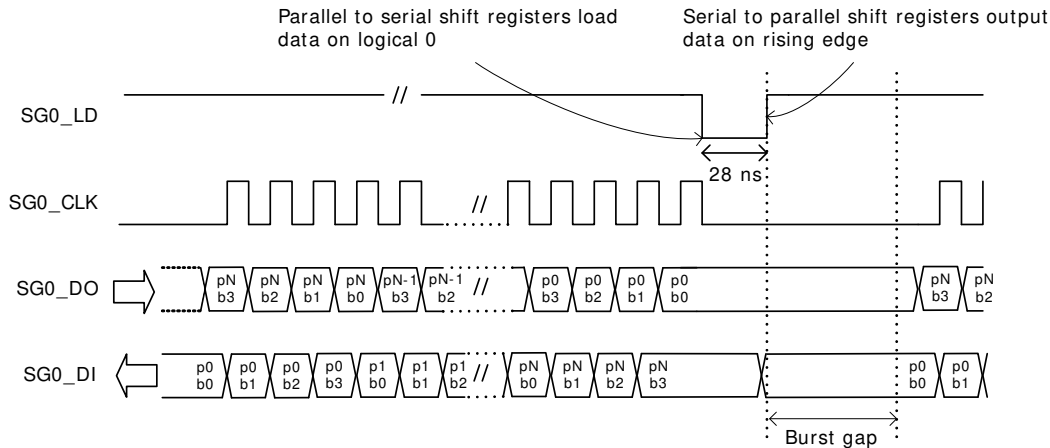 Parallel to serial shift registers load
data on logical 0
Serial to parallel shift registers output
data on rising edge
SG0_LD
//
28 ns
SG0_CLK
//
SG0_DO
pN b3 pN b2 pN b1 pN b0 pN-1 b3 pN-1 b2 // p0 b3 p0 b2 p0 b1 p0 b0 pN b3 pN b2
SG0_DI
p0 b0 p0 b1 p0 b2 p0 b3 p1 b0 p1 b1 p1 b2 // pN b0 pN b1 pN b2 pN b3 p0 b0 p0 b1
Burst gap